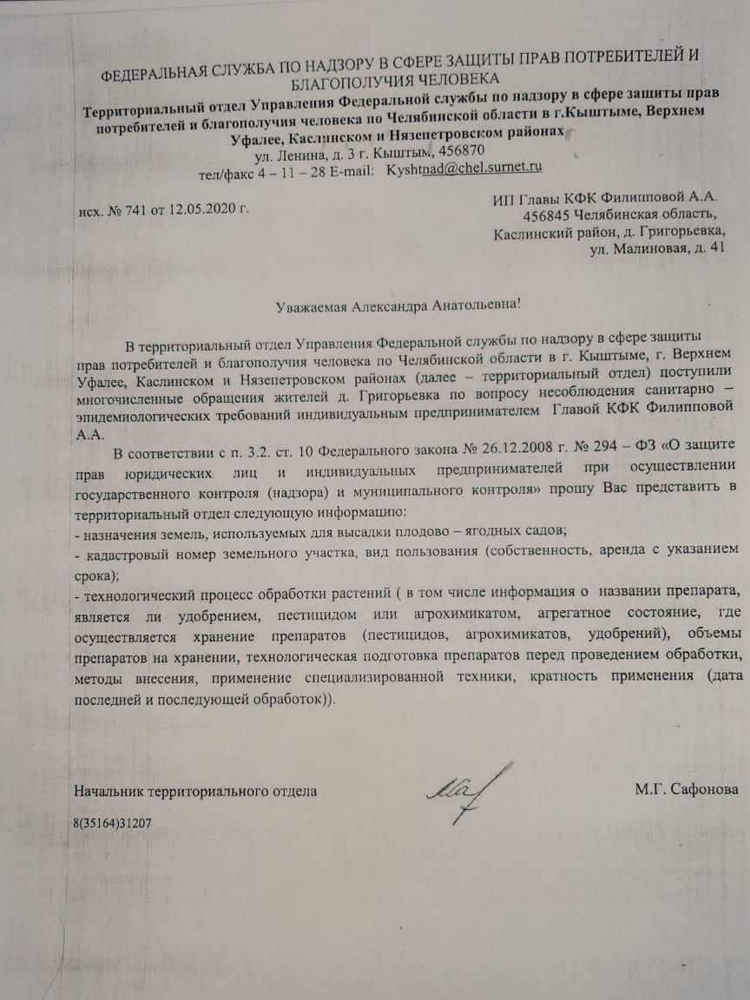 ФЕДЕРАЛЬНАЯ СЛУЖБА ПО НАДЗОРУ В СФЕРЕ ЗАЩИТЫ ПРАВ ПОТРЕБИТЕЛЕЙ И
БЛАГОПОЛУЧИЯ ЧЕЛОВЕКА
Территориальный отдел Управления Федеральной службы по надзору в сфере защиты прав
потребителей и благополучия человека по Челябинской области в г.Кыштыме, Верхнем
Уфалее, Каслинском и Нязепетровском районах
ул. Ленина, д. 3 г. Кыштым, 456870
тел/факс 4 – 11 – 28 E-mail: Kyshtnad@chel.surnet.ru
исх. № 741 от 12.05.2020 г.
ИП Главы КФК Филипповой А.А.
456845 Челябинская область,
Каслинский район, д. Григорьевка,
ул. Малиновая, д. 41
Уважаемая Александра Анатольевна!
В территориальный отдел Управления Федеральной службы по надзору в сфере защиты
прав потребителей и благополучия человека по Челябинской области в г. Кыштыме, г. Верхнем
Уфалее, Каслинском и Нязепетровском районах (далее – территориальный отдел) поступили
многочисленные обращения жителей д. Григорьевка по вопросу несоблюдения санитарно –
эпидемиологических требований индивидуальным предпринимателем Главой КФК Филипповой
А.А.
В соответствии с п. 3.2. ст. 10 Федерального закона № 26.12.2008 г. № 294 – ФЗ «О защите
прав юридических лиц и индивидуальных предпринимателей при осуществлении
государственного контроля (надзора) и муниципального контроля» прошу Вас представить в
территориальный отдел следующую информацию:
- назначения земель, используемых для высадки плодово – ягодных садов;
- кадастровый номер земельного участка, вид пользования (собственность, аренда с указанием
срока);
- технологический процесс обработки растений ( в том числе информация о названии препарата,
является ли удобрением, пестицидом или агрохимикатом, агрегатное состояние, где
осуществляется хранение препаратов (пестицидов, агрохимикатов, удобрений), объемы
препаратов на хранении, технологическая подготовка препаратов перед проведением обработки,
методы внесения, применение специализированной техники, кратность применения (дата
последней и последующей обработок)).
Начальник территориального отдела
М.Г. Сафонова
8(35164)31207